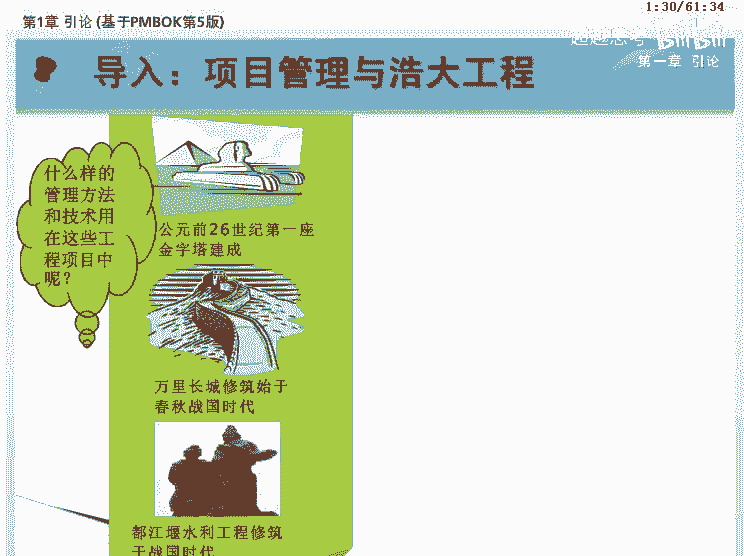 1:30/61:34
第1章 引论 (基于PMBOK第5版)
第一章 引论
导入：项目管理与浩大工程
什么样的
管理方法
和技术用
在这些工
程项目中
呢？
公元前26世纪第一座
金字塔建成
万里长城修筑始于
春秋战国时代
都江堰水利工程修筑
于战国时代